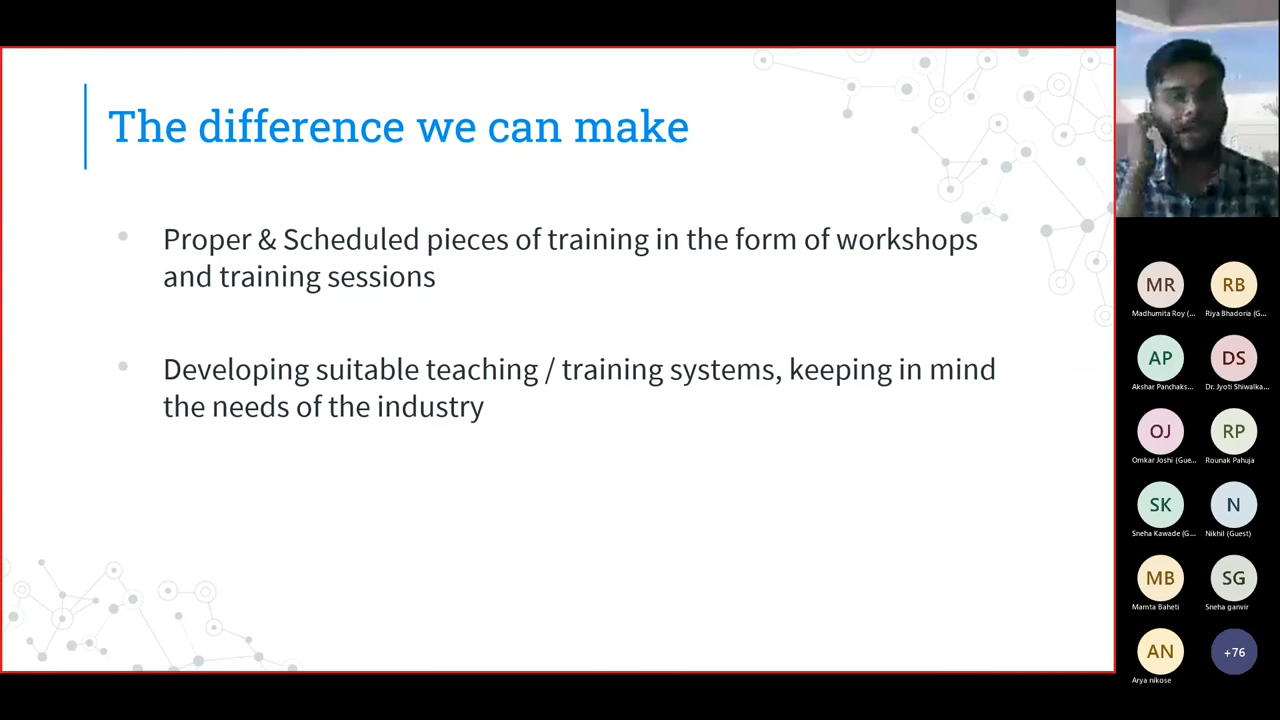 The difference we can make
Proper & Scheduled pieces of training in the form of workshops
and training sessions
Developing suitable teaching / training systems, keeping in mind
the needs of the industry
MR
RB
Madhumita Roy (...
Riya Bhadoria (G...
AP
DS
Akshar Panchaks...
Dr. Jyoti Shiwalka...
OJ
RP
Omkar Joshi (Gue...
Rounak Pahuja
SK
N
Sneha Kawade (G...
Nikhil (Guest)
MB
SG
Mamta Baheti
Sneha ganvir
AN
+76
Arya nikose